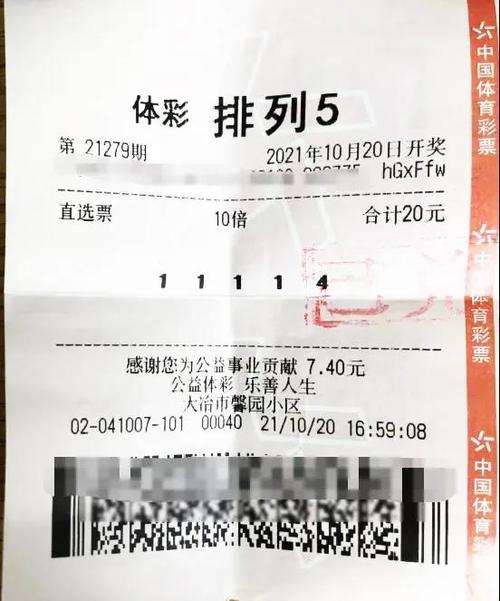 体彩 排列5
第 21279期 2021年10月20日开奖
hGxFfw
直选票 10倍 合计20元
1 1 1 1 4
已兑
感谢您为公益事业贡献 7.40元
公益体彩 乐善人生
大冶市馨园小区
02-041007-101 00040 21/10/20 16:59:08
中国体育彩票
中国体育彩票
中国体育彩